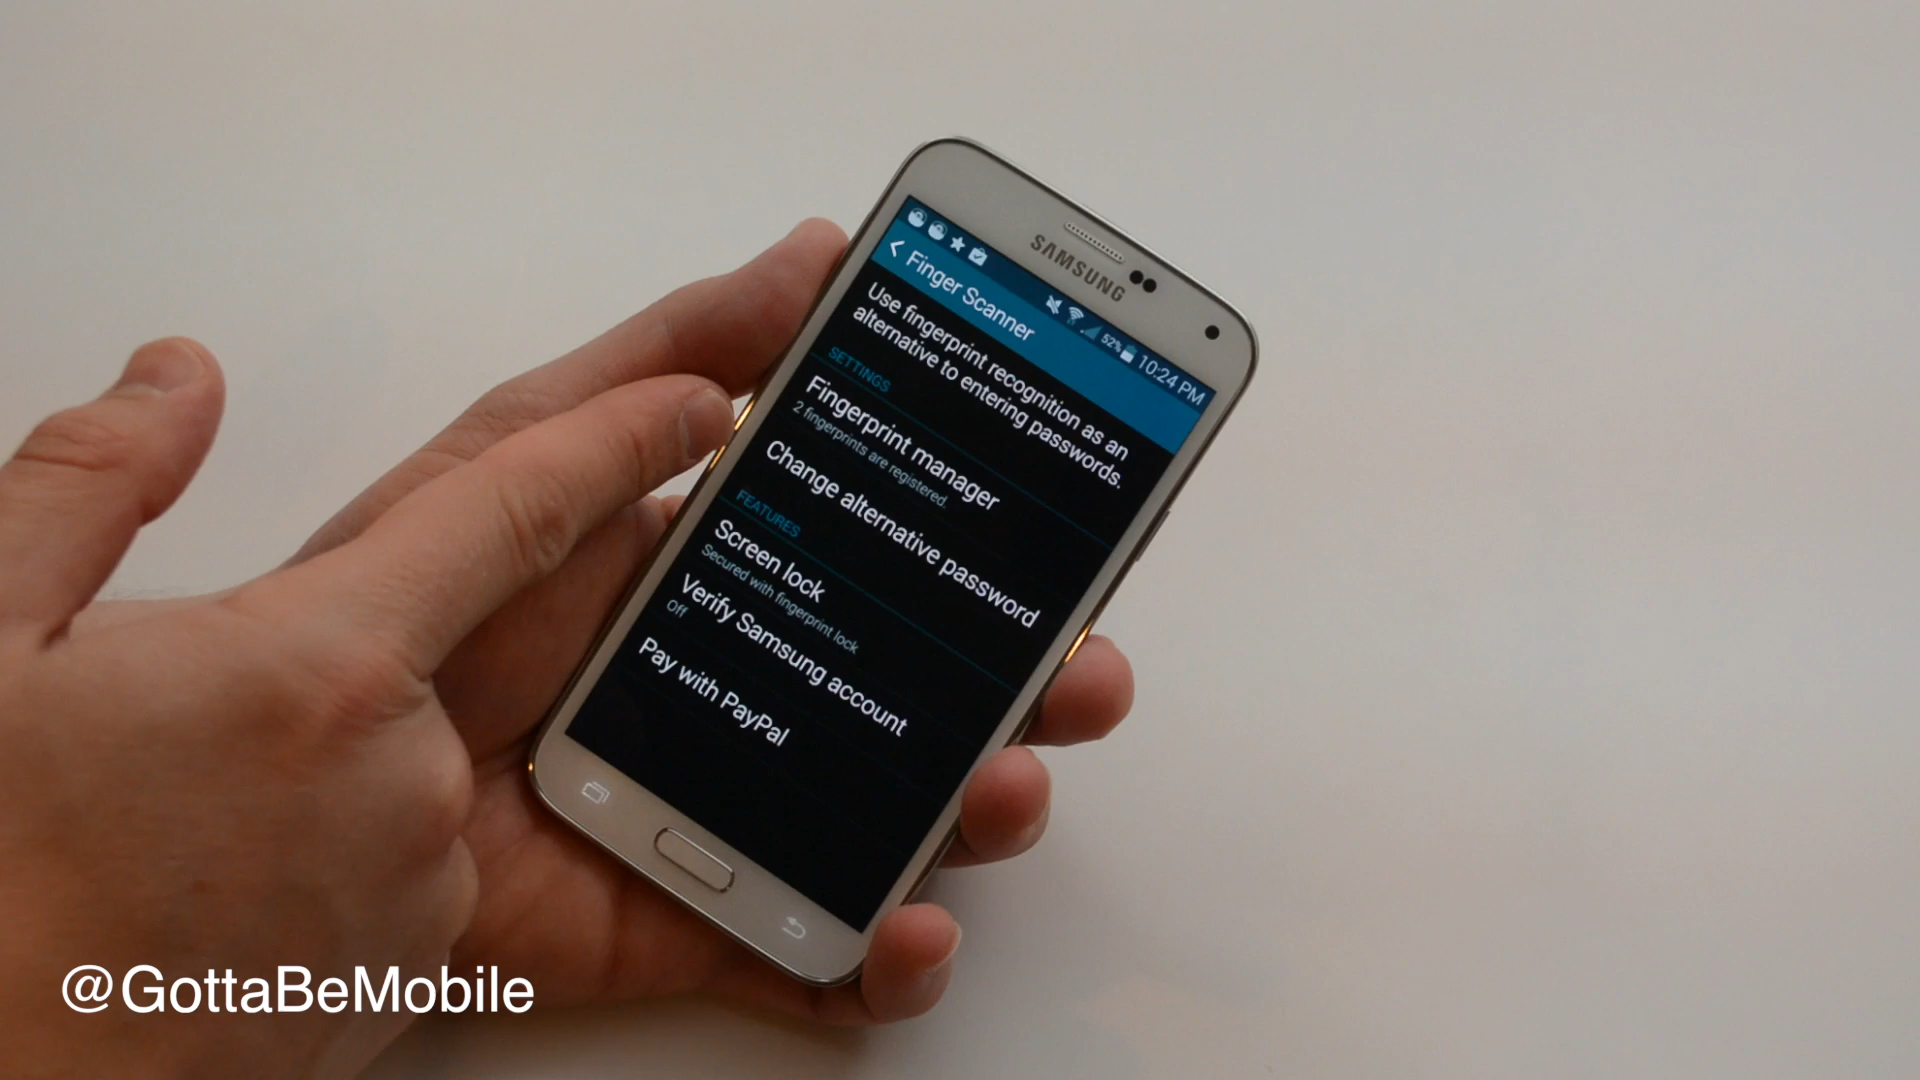 SAMSUNG
52% 10:24 PM
Finger Scanner
Use fingerprint recognition as an
alternative to entering passwords.
SETTINGS
Fingerprint manager
2 fingerprints are registered.
Change alternative password
FEATURES
Screen lock
Secured with fingerprint lock
Verify Samsung account
Off
Pay with PayPal
@GottaBeMobile